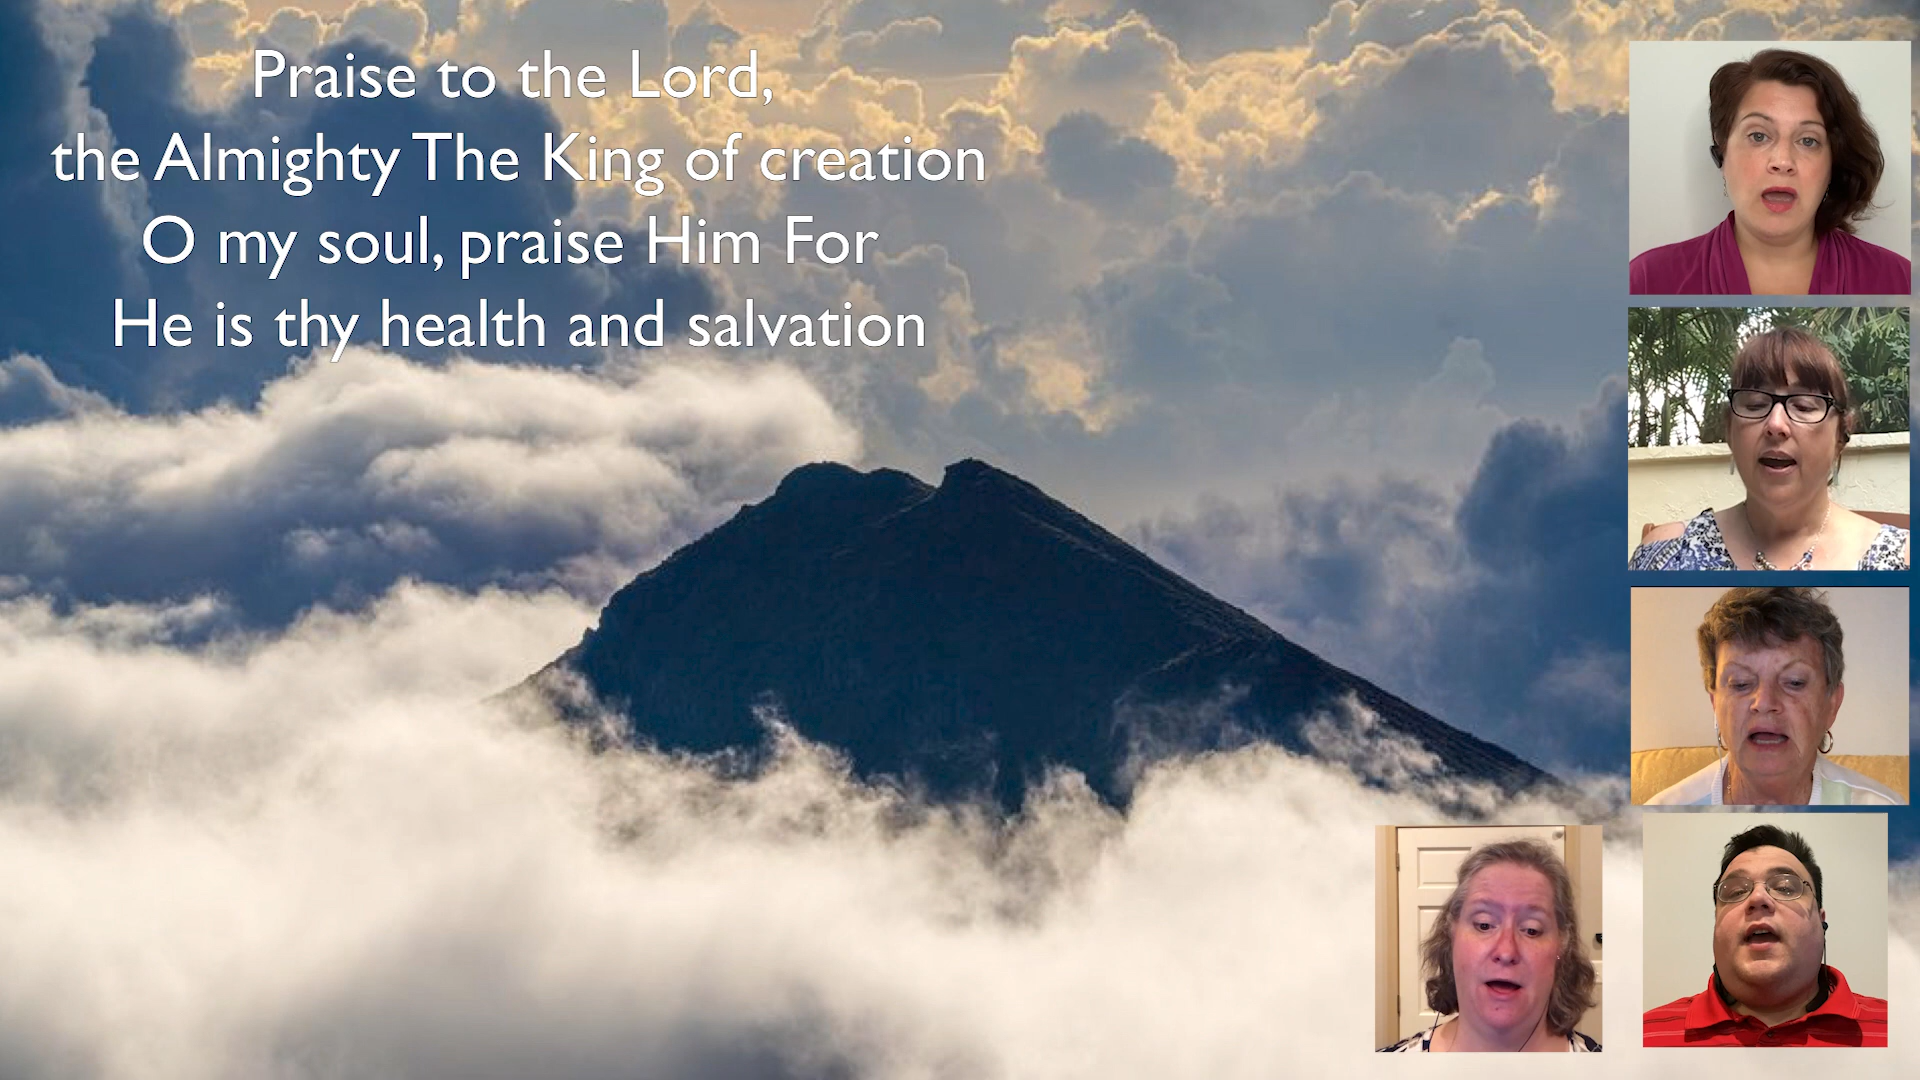 Praise to the Lord,
the Almighty The King of creation
O my soul, praise Him For
He is thy health and salvation